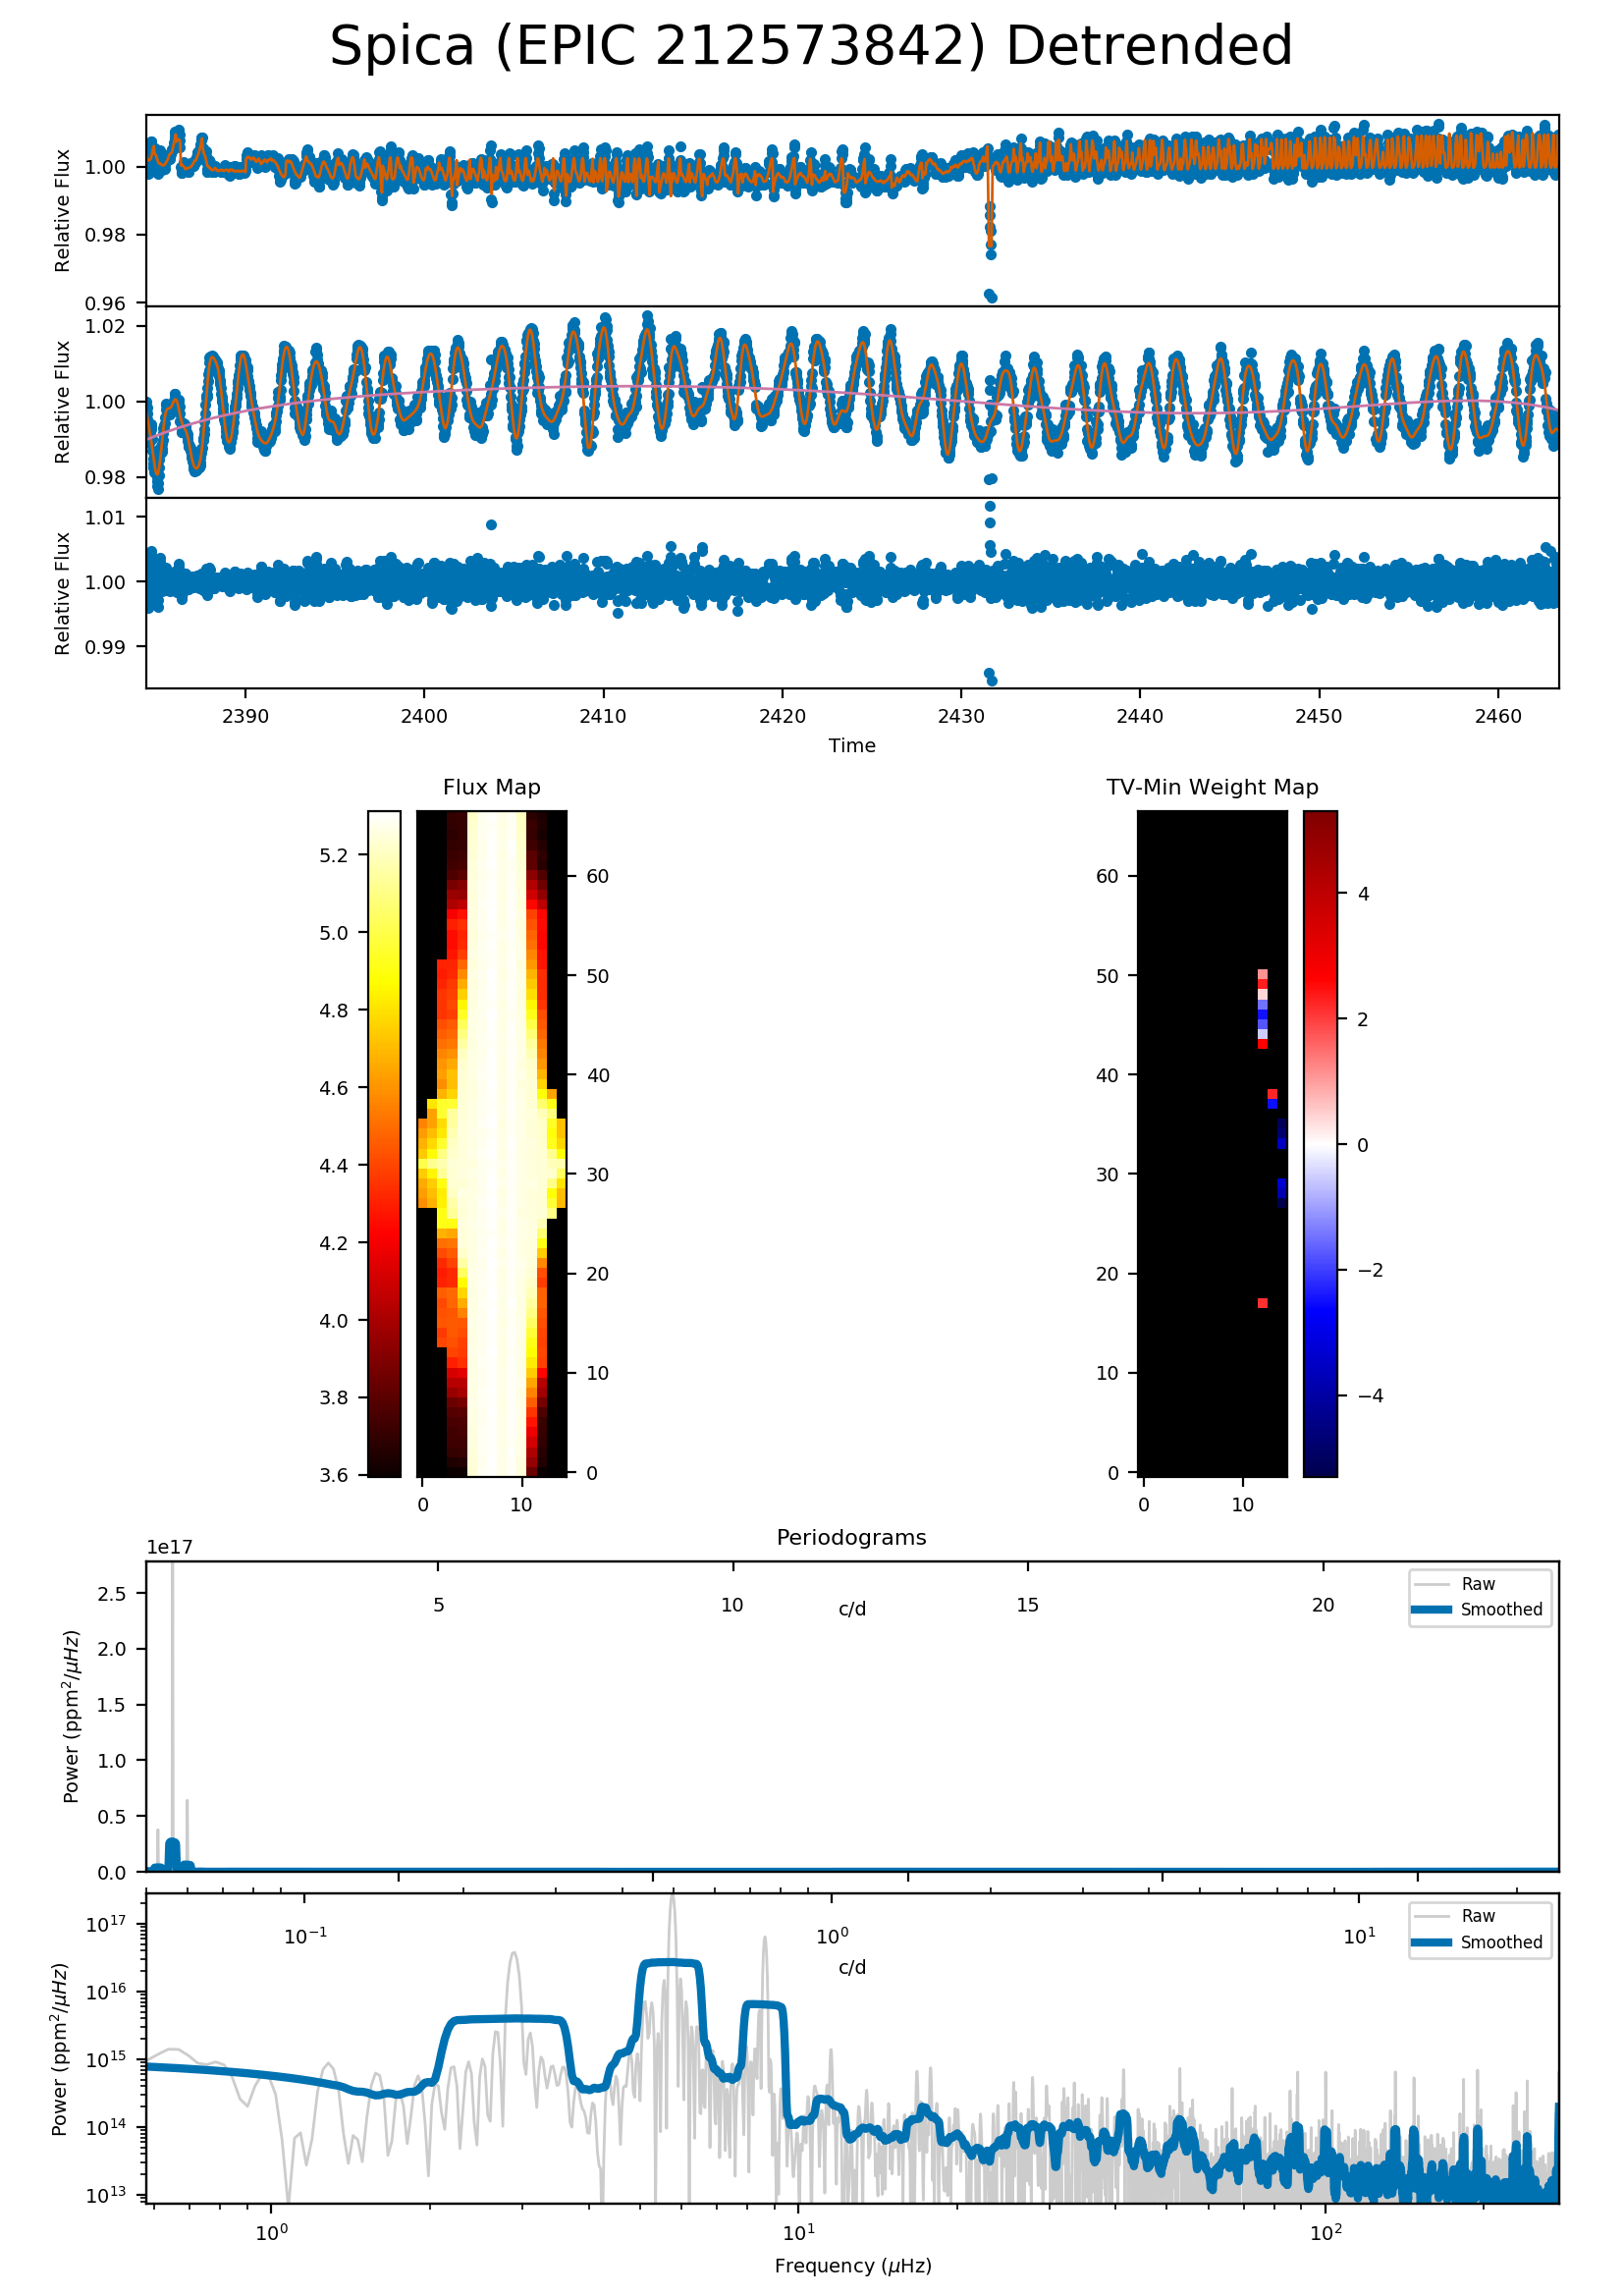 Spica (EPIC 212573842) Detrended
Relative Flux
1.00
0.98
0.96
Relative Flux
1.02
1.00
0.98
Relative Flux
1.01
1.00
0.99
2390 2400 2410 2420 2430 2440 2450 2460
Time
Flux Map
5.2
5.0
4.8
4.6
4.4
4.2
4.0
3.8
3.6
60
50
40
30
20
10
0
0 10
TV-Min Weight Map
60
50
40
30
20
10
0
0 10
4
2
0
−2
−4
Periodograms
1e17
Power (ppm²/μHz)
2.5
2.0
1.5
1.0
0.5
0.0
5 10 15 20
c/d
Raw
Smoothed
Power (ppm²/μHz)
10¹⁷
10¹⁶
10¹⁵
10¹⁴
10¹³
10⁻¹ 10⁰ 10¹
c/d
Raw
Smoothed
10⁰ 10¹ 10²
Frequency (μHz)